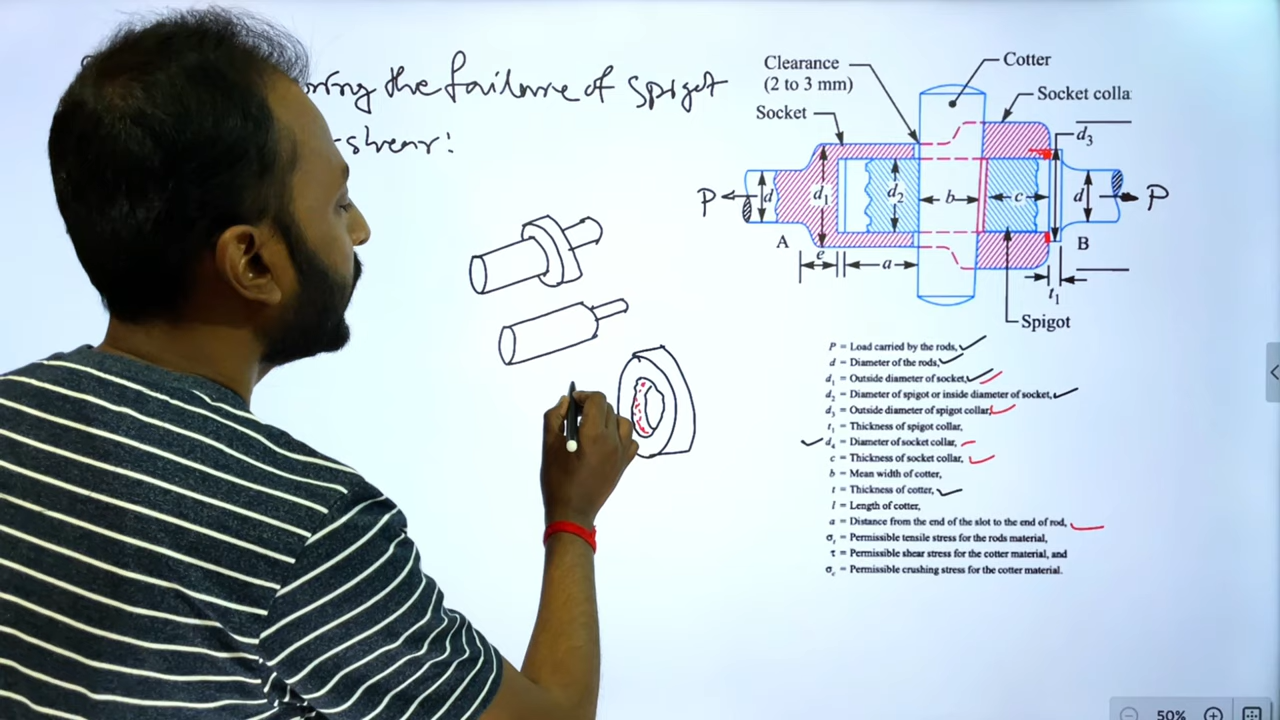 the failure of spigot
shear:
Clearance
(2 to 3 mm)
Socket
Cotter
Socket colla
d3
P
d
d1
d2
b
c
d
P
A
B
e
a
t1
Spigot
P = Load carried by the rods,
d = Diameter of the rods,
d1 = Outside diameter of socket,
d2 = Diameter of spigot or inside diameter of socket,
d3 = Outside diameter of spigot collar,
t1 = Thickness of spigot collar,
d4 = Diameter of socket collar,
c = Thickness of socket collar,
b = Mean width of cotter,
t = Thickness of cotter,
l = Length of cotter,
a = Distance from the end of the slot to the end of rod,
σt = Permissible tensile stress for the rods material,
τ = Permissible shear stress for the cotter material, and
σc = Permissible crushing stress for the cotter material.
50%